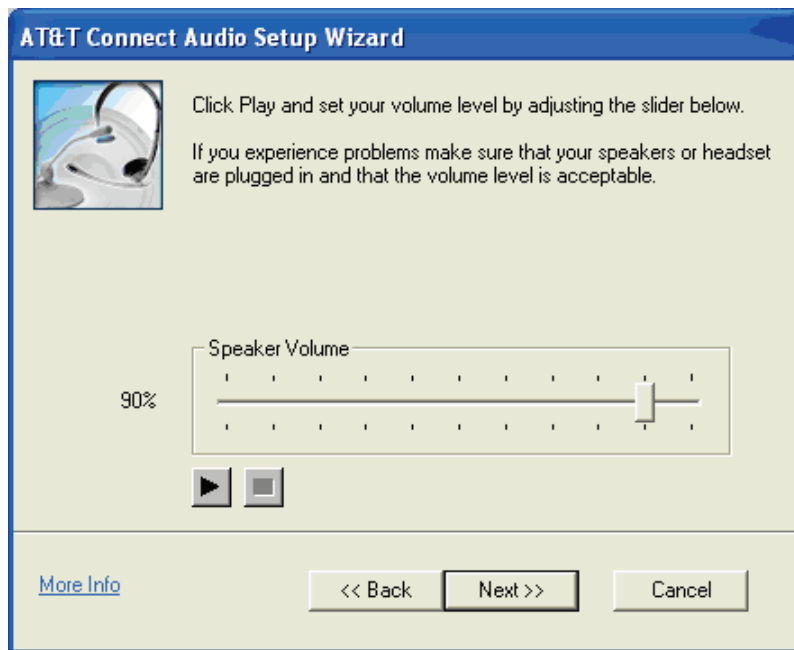 AT&T Connect Audio Setup Wizard
Click Play and set your volume level by adjusting the slider below.
If you experience problems make sure that your speakers or headset
are plugged in and that the volume level is acceptable.
Speaker Volume
90%
More Info
<< Back
Next >>
Cancel